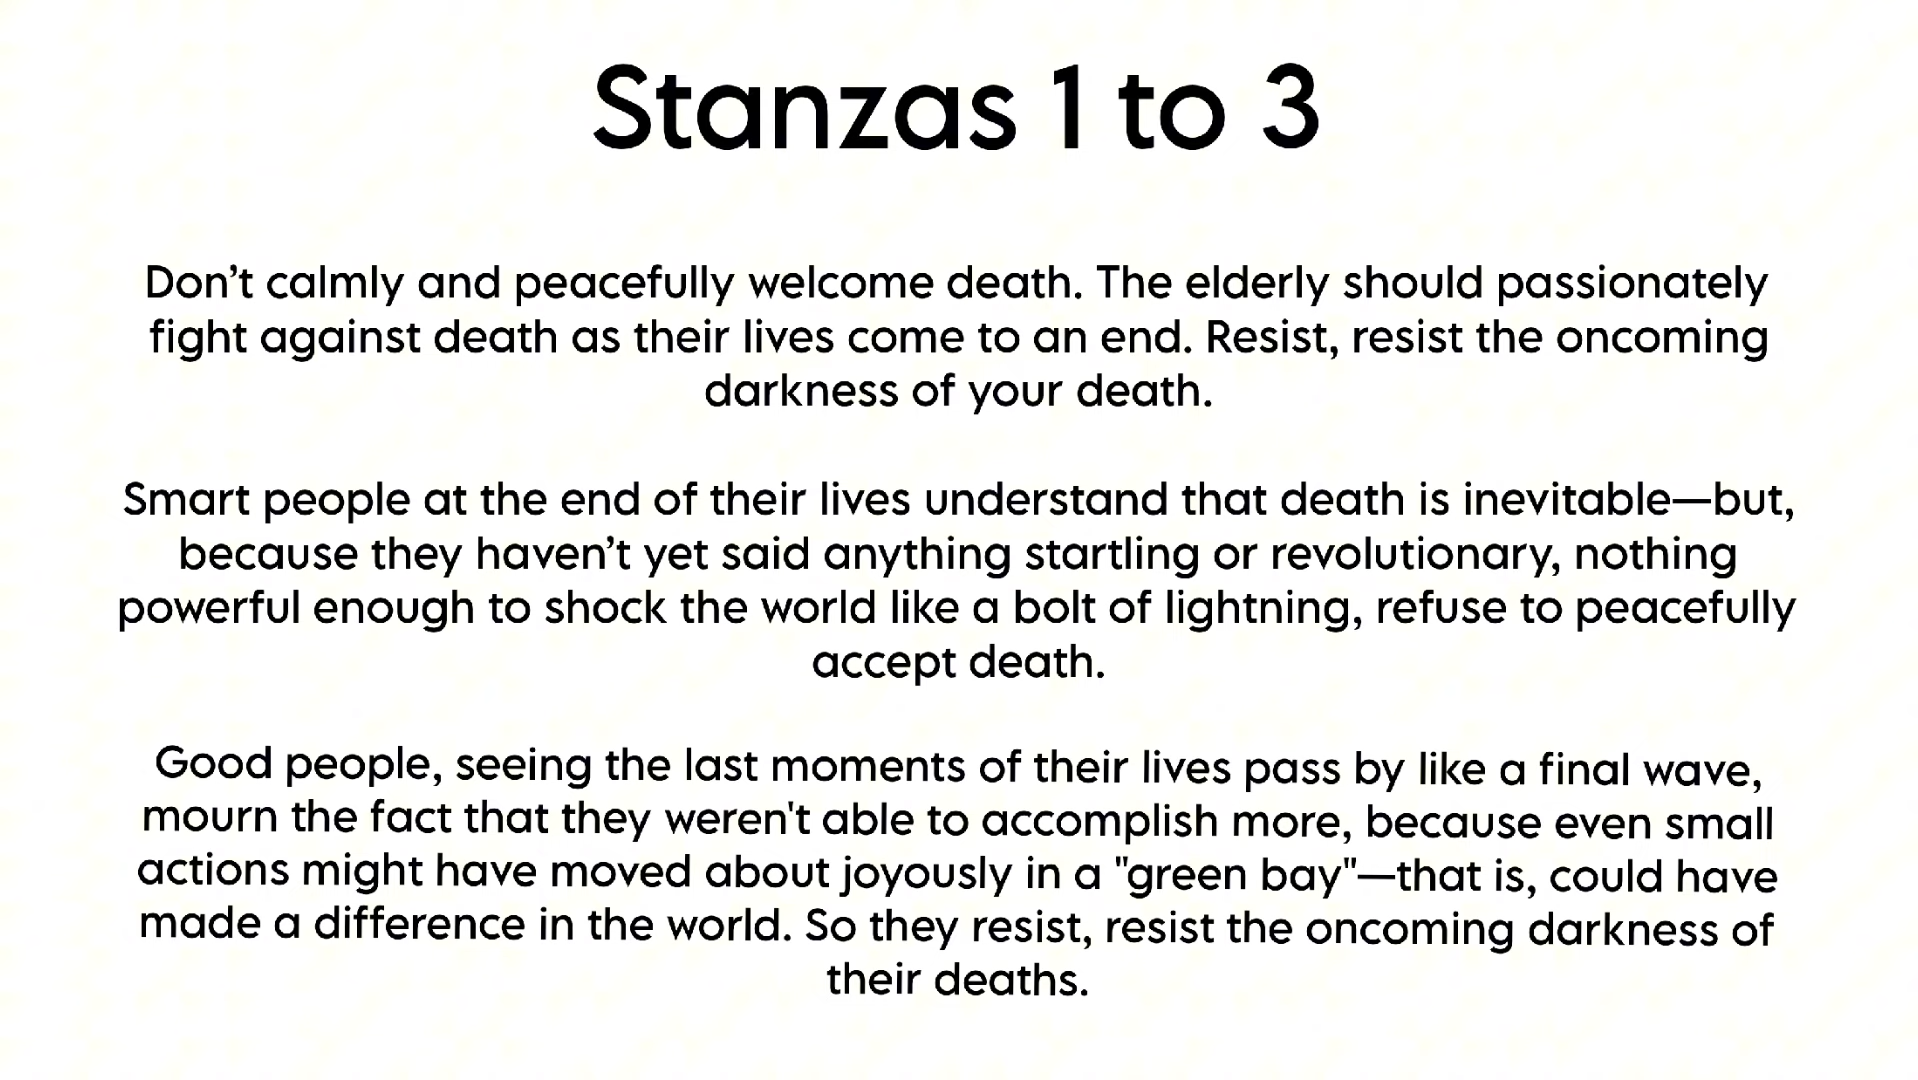 Stanzas 1 to 3
Don’t calmly and peacefully welcome death. The elderly should passionately
fight against death as their lives come to an end. Resist, resist the oncoming
darkness of your death.
Smart people at the end of their lives understand that death is inevitable—but,
because they haven’t yet said anything startling or revolutionary, nothing
powerful enough to shock the world like a bolt of lightning, refuse to peacefully
accept death.
Good people, seeing the last moments of their lives pass by like a final wave,
mourn the fact that they weren't able to accomplish more, because even small
actions might have moved about joyously in a "green bay"—that is, could have
made a difference in the world. So they resist, resist the oncoming darkness of
their deaths.